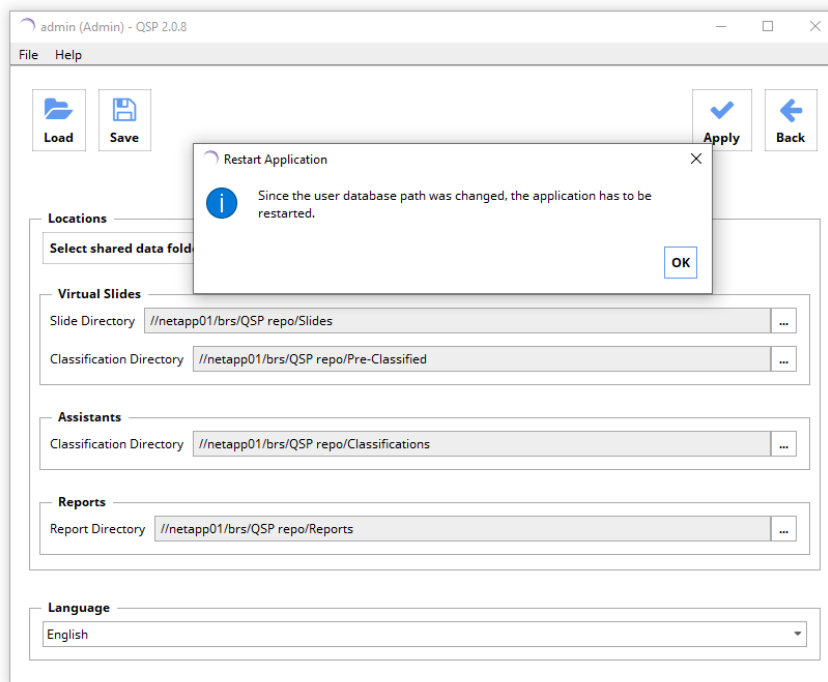 admin (Admin) - QSP 2.0.8
File Help
Load Save Apply Back
Restart Application
Since the user database path was changed, the application has to be
restarted.
OK
Locations
Select shared data
Virtual Slides
Slide Directory //netapp01/brs/QSP repo/Slides ...
Classification Directory //netapp01/brs/QSP repo/Pre-Classified ...
Assistants
Classification Directory //netapp01/brs/QSP repo/Classifications ...
Reports
Report Directory //netapp01/brs/QSP repo/Reports ...
Language
English